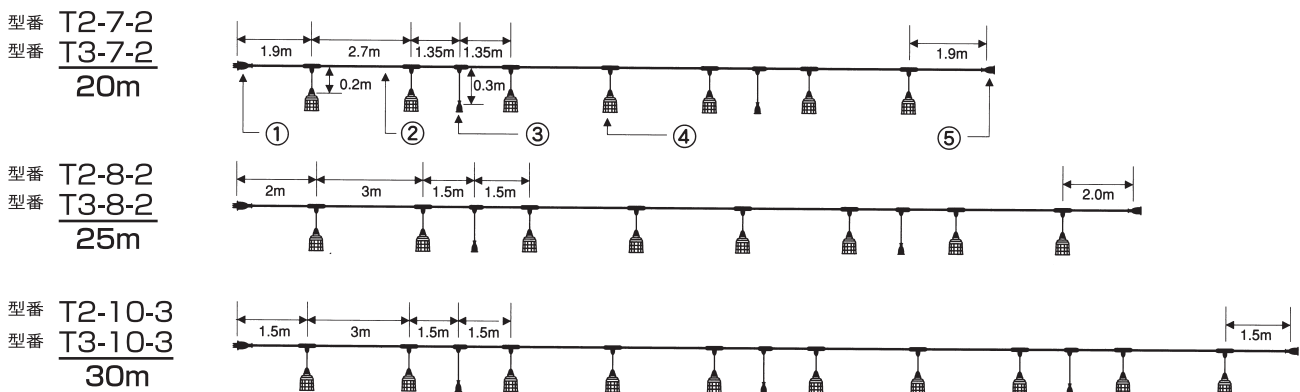 型番 T2-7-2
型番 T3-7-2
20m
1.9m 2.7m 1.35m 1.35m 1.9m
0.2m 0.3m
① ② ③ ④ ⑤
型番 T2-8-2
型番 T3-8-2
25m
2m 3m 1.5m 1.5m 2.0m
型番 T2-10-3
型番 T3-10-3
30m
1.5m 3m 1.5m 1.5m 1.5m